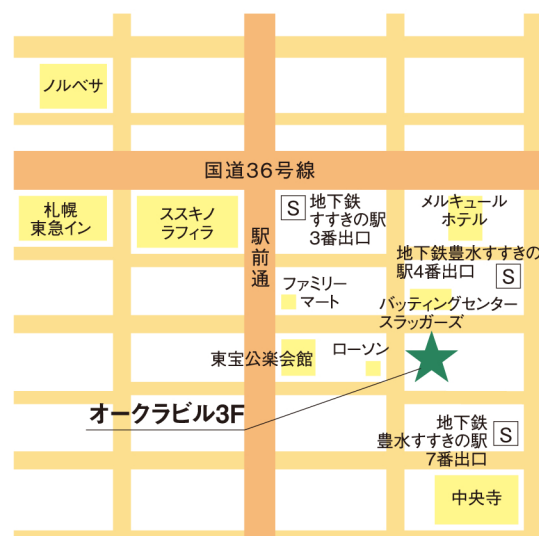 ノルベサ
国道36号線
札幌
東急イン
ススキノ
ラフィラ
駅前通
S
地下鉄
すすきの駅
3番出口
メルキュール
ホテル
地下鉄豊水すすきの
駅4番出口
S
ファミリー
マート
バッティングセンター
スラッガーズ
東宝公楽会館
ローソン
オークラビル3F
地下鉄
豊水すすきの駅
7番出口
S
中央寺